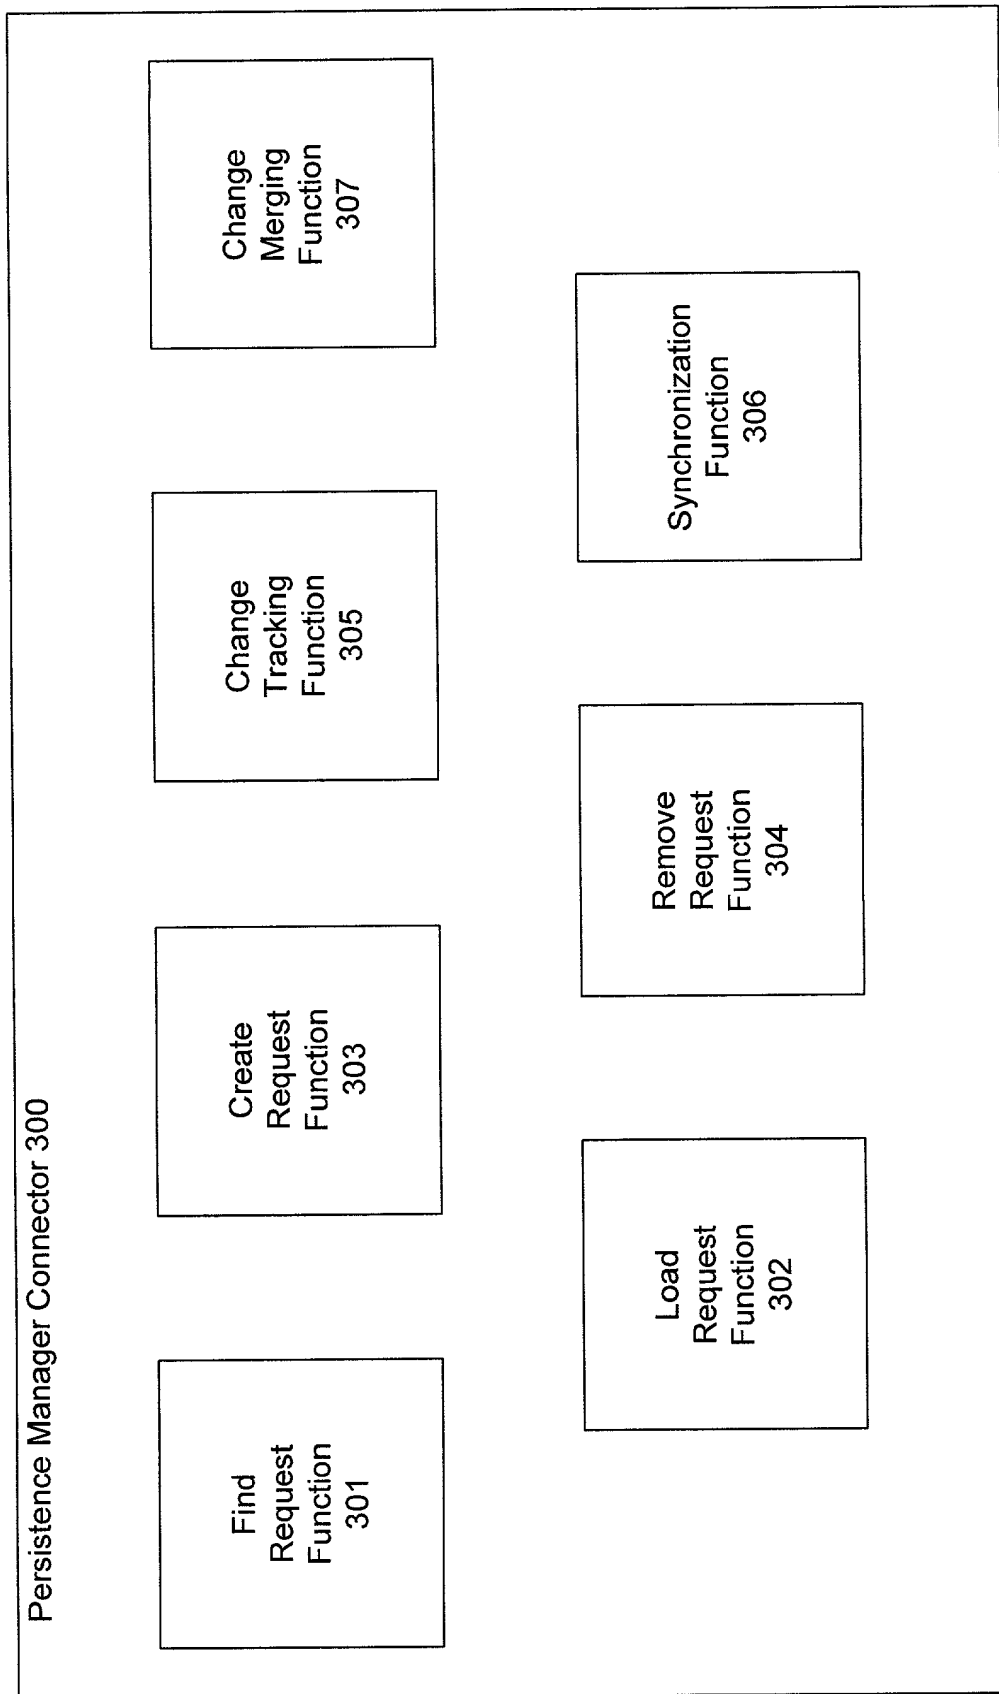 Persistence Manager Connector 300
Find
Request
Function
301
Create
Request
Function
303
Change
Tracking
Function
305
Change
Merging
Function
307
Load
Request
Function
302
Remove
Request
Function
304
Synchronization
Function
306